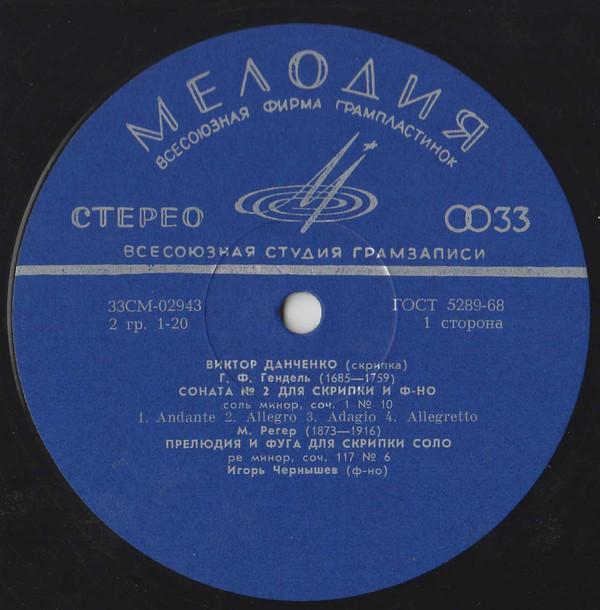 МЕЛОДИЯ
ВСЕСОЮЗНАЯ ФИРМА ГРАМПЛАСТИНОК
СТЕРЕО 33
ВСЕСОЮЗНАЯ СТУДИЯ ГРАМЗАПИСИ
33СМ-02943 ГОСТ 5289-68
2 гр. 1-20 1 сторона
ВИКТОР ДАНЧЕНКО (скрипка)
Г. Ф. Гендель (1685—1759)
СОНАТА № 2 ДЛЯ СКРИПКИ И Ф-НО
соль минор, соч. 1 № 10
1. Andante 2. Allegro 3. Adagio 4. Allegretto
М. Регер (1873—1916)
ПРЕЛЮДИЯ И ФУГА ДЛЯ СКРИПКИ СОЛО
ре минор, соч. 117 № 6
Игорь Чернышев (ф-но)